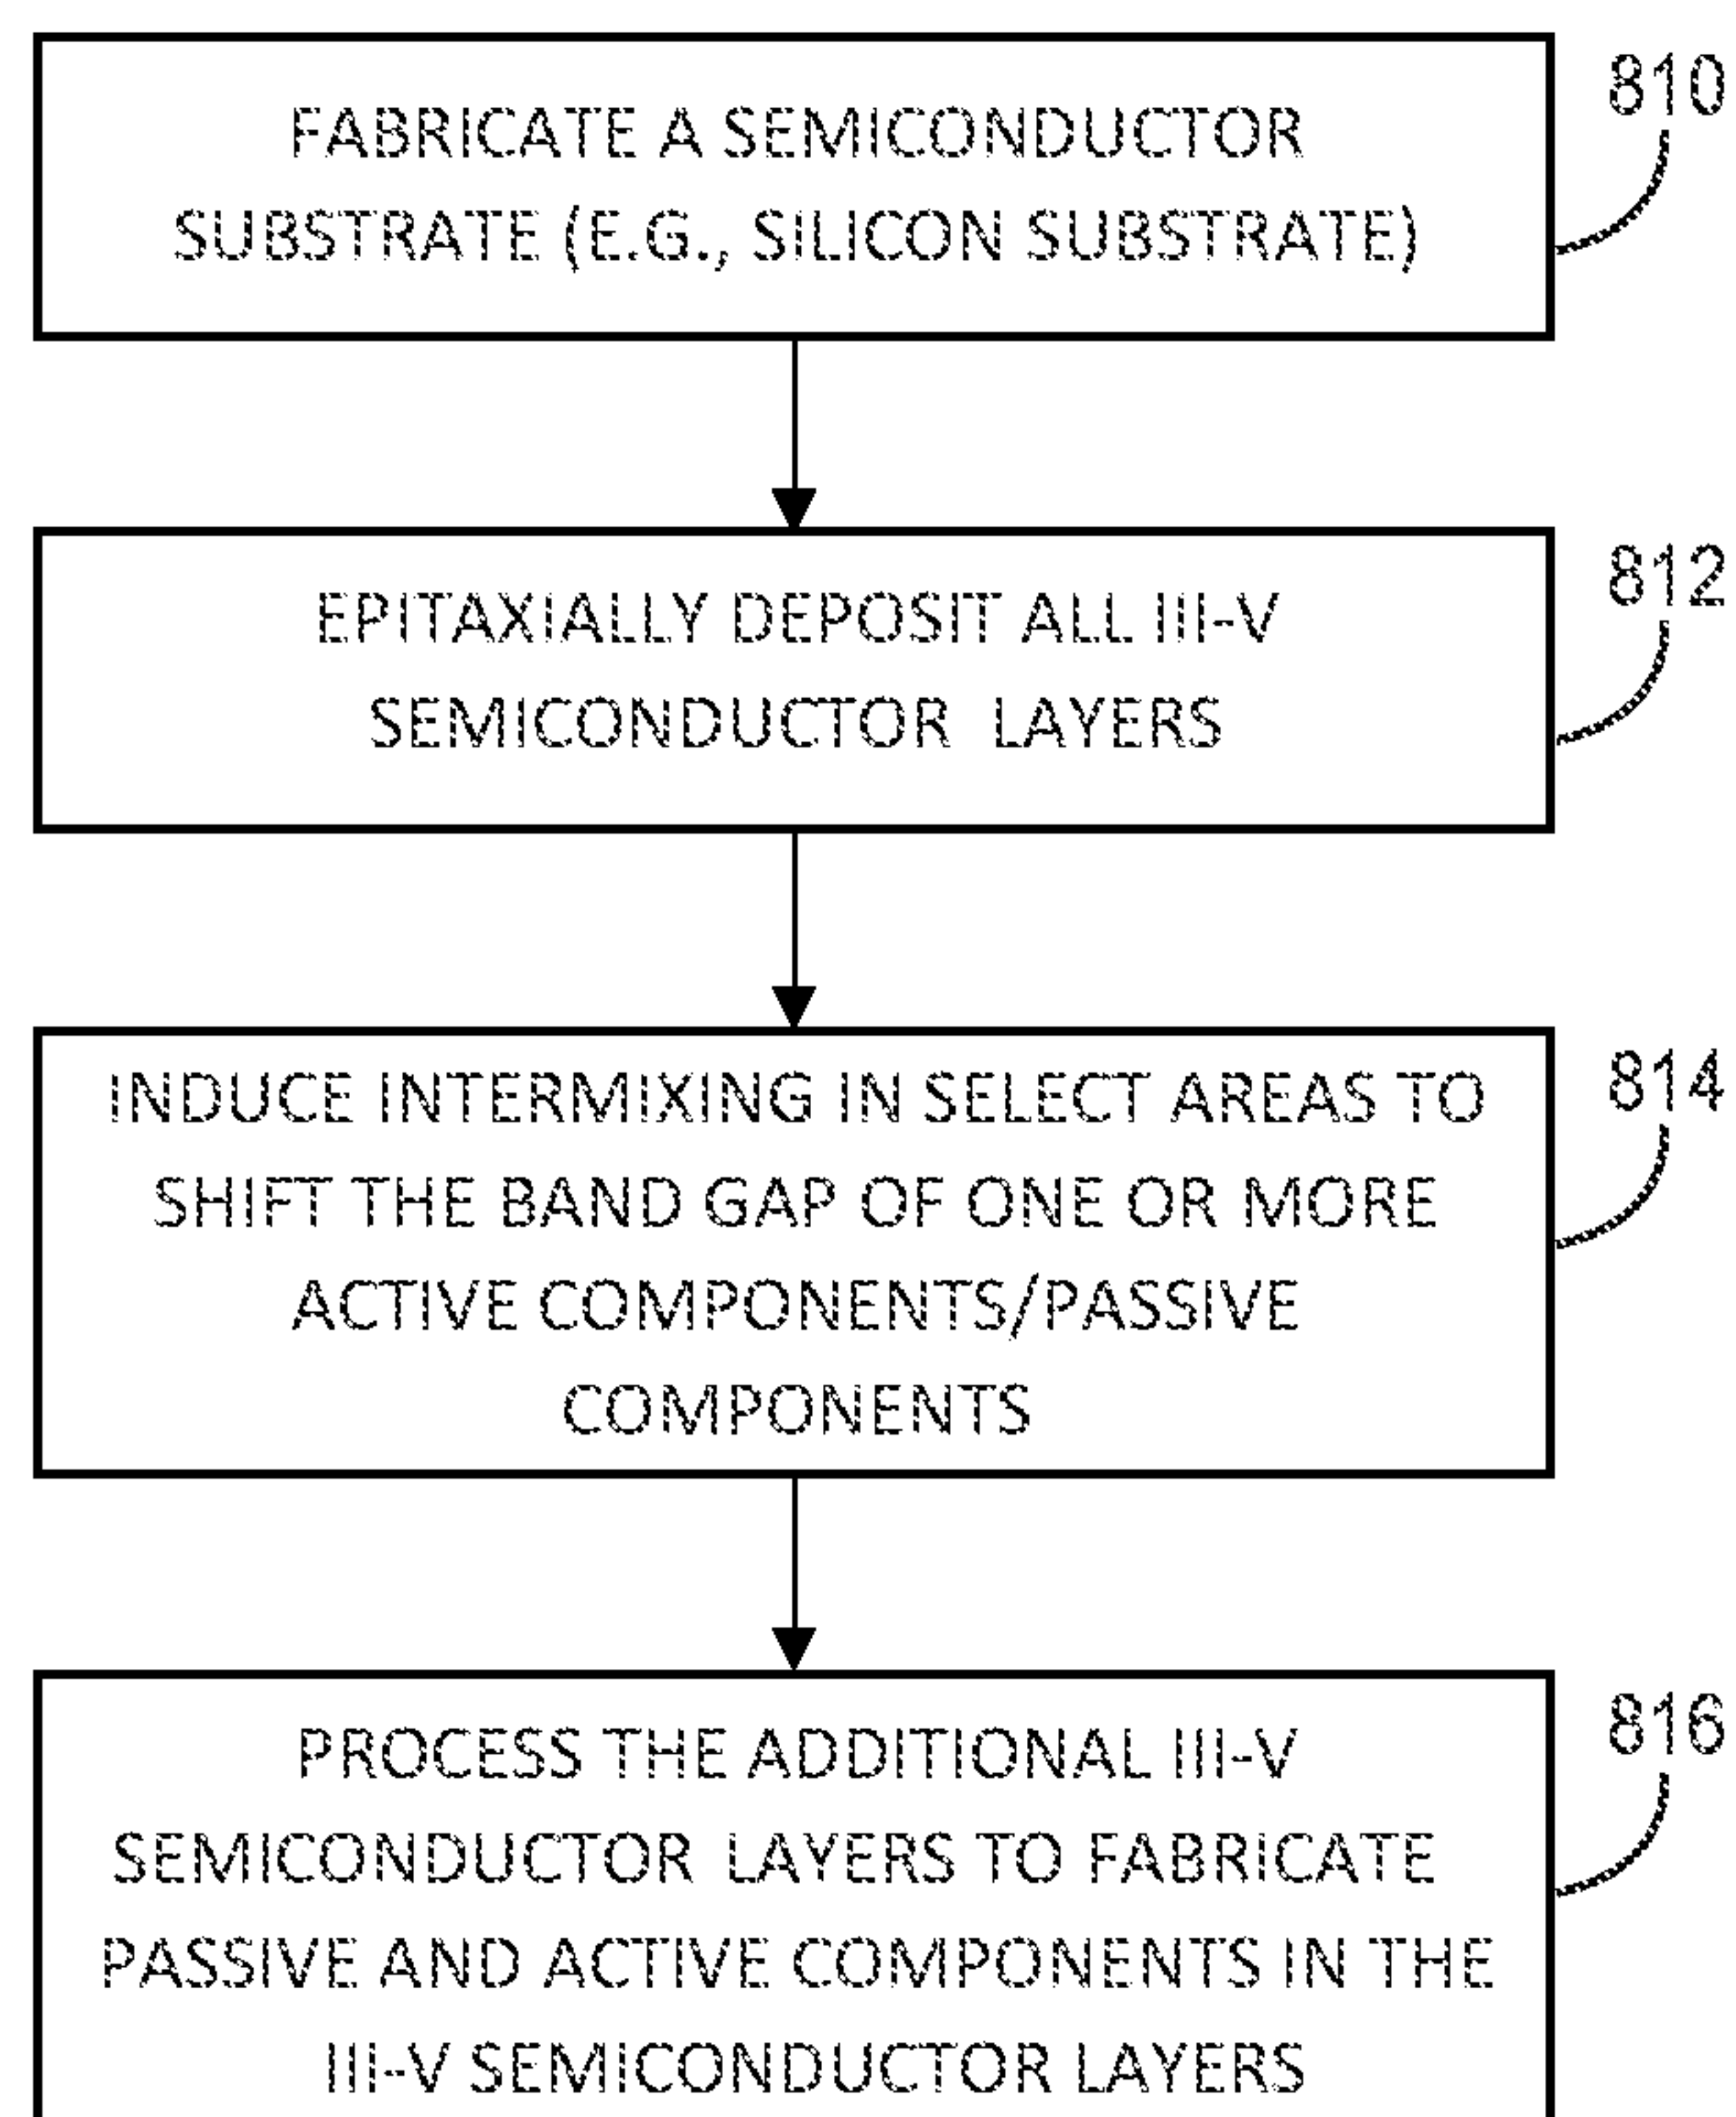 FABRICATE A SEMICONDUCTOR
SUBSTRATE (E.G., SILICON SUBSTRATE)
810
EPITAXIALLY DEPOSIT ALL III-V
SEMICONDUCTOR LAYERS
812
INDUCE INTERMIXING IN SELECT AREAS TO
SHIFT THE BAND GAP OF ONE OR MORE
ACTIVE COMPONENTS/PASSIVE
COMPONENTS
814
PROCESS THE ADDITIONAL III-V
SEMICONDUCTOR LAYERS TO FABRICATE
PASSIVE AND ACTIVE COMPONENTS IN THE
III-V SEMICONDUCTOR LAYERS
816